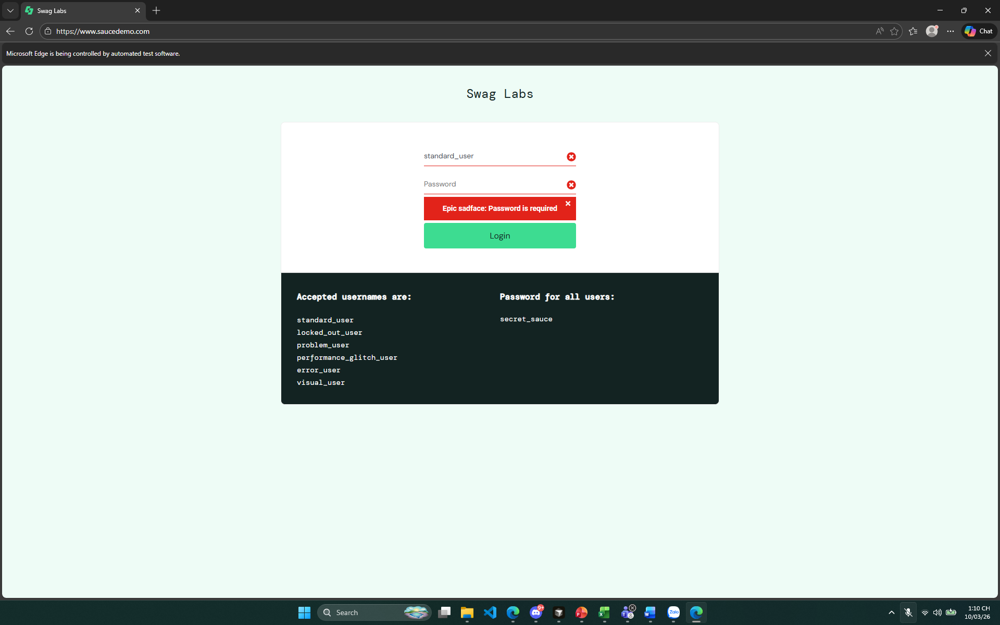 Swag Labs
https://www.saucedemo.com
Chat
Microsoft Edge is being controlled by automated test software.
Swag Labs
standard_user
Password
Epic sadface: Password is required
Login
Accepted usernames are:
standard_user
locked_out_user
problem_user
performance_glitch_user
error_user
visual_user
Password for all users:
secret_sauce
Search
9+
Zalo
1:10 CH
10/03/26